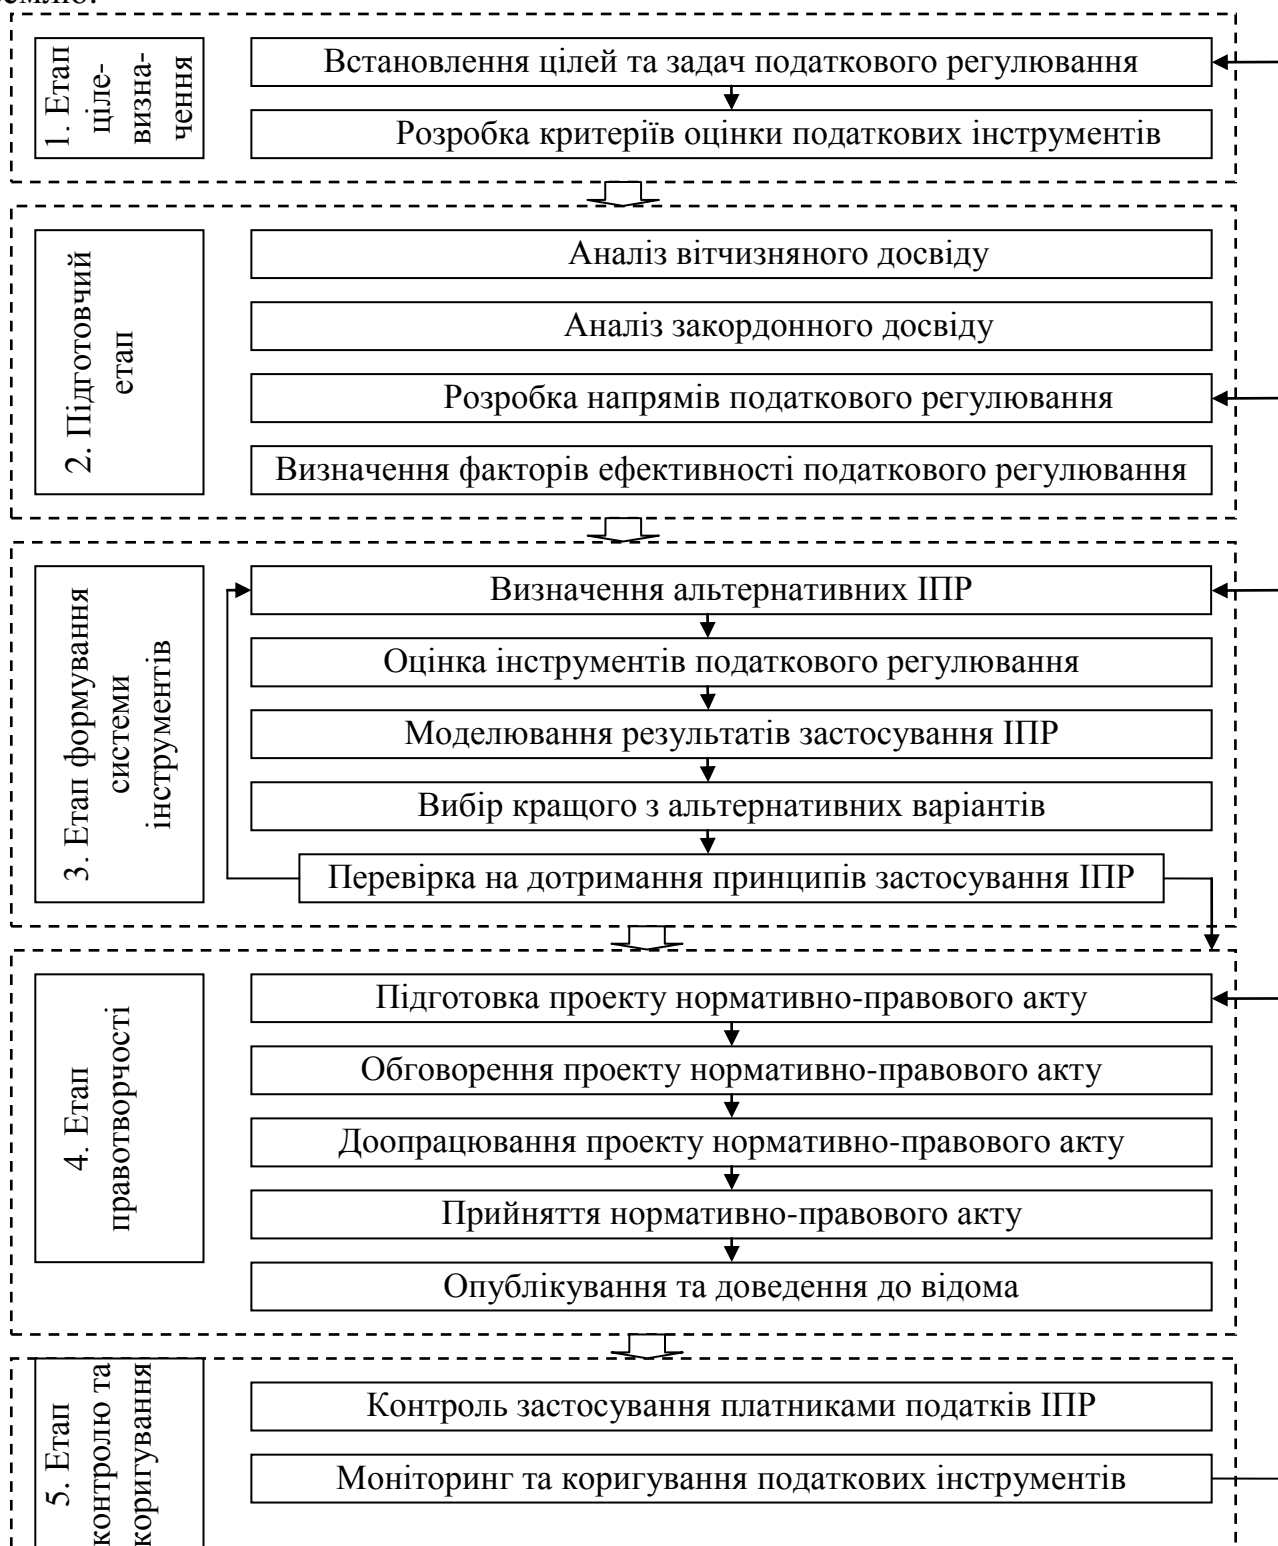 1. Етап
ціле-
визна-
чення
Встановлення цілей та задач податкового регулювання
Розробка критеріїв оцінки податкових інструментів
2. Підготовчий
етап
Аналіз вітчизняного досвіду
Аналіз закордонного досвіду
Розробка напрямів податкового регулювання
Визначення факторів ефективності податкового регулювання
3. Етап формування
системи
інструментів
Визначення альтернативних ІПР
Оцінка інструментів податкового регулювання
Моделювання результатів застосування ІПР
Вибір кращого з альтернативних варіантів
Перевірка на дотримання принципів застосування ІПР
4. Етап
правотворчості
Підготовка проекту нормативно-правового акту
Обговорення проекту нормативно-правового акту
Доопрацювання проекту нормативно-правового акту
Прийняття нормативно-правового акту
Опублікування та доведення до відома
5. Етап
контролю та
коригування
Контроль застосування платниками податків ІПР
Моніторинг та коригування податкових інструментів